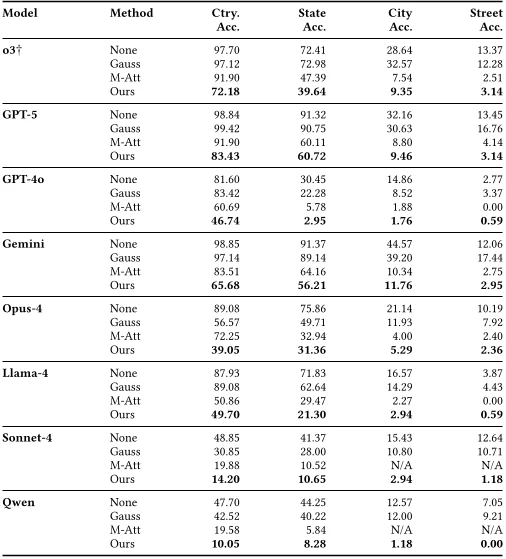 Model Method Ctry. State City Street
Acc. Acc. Acc. Acc.
o3† None 97.70 72.41 28.64 13.37
Gauss 97.12 72.98 32.57 12.28
M-Att 91.90 47.39 7.54 2.51
Ours 72.18 39.64 9.35 3.14
GPT-5 None 98.84 91.32 32.16 13.45
Gauss 99.42 90.75 30.63 16.76
M-Att 91.90 60.11 8.80 4.14
Ours 83.43 60.72 9.46 3.14
GPT-4o None 81.60 30.45 14.86 2.77
Gauss 83.42 22.28 8.52 3.37
M-Att 60.69 5.78 1.88 0.00
Ours 46.74 2.95 1.76 0.59
Gemini None 98.85 91.37 44.57 12.06
Gauss 97.14 89.14 39.20 17.44
M-Att 83.51 64.16 10.34 2.75
Ours 65.68 56.21 11.76 2.95
Opus-4 None 89.08 75.86 21.14 10.19
Gauss 56.57 49.71 11.93 7.92
M-Att 72.25 32.94 4.00 2.40
Ours 39.05 31.36 5.29 2.36
Llama-4 None 87.93 71.83 16.57 3.87
Gauss 89.08 62.64 14.29 4.43
M-Att 50.86 29.47 2.27 0.00
Ours 49.70 21.30 2.94 0.59
Sonnet-4 None 48.85 41.37 15.43 12.64
Gauss 30.85 28.00 10.80 10.71
M-Att 19.88 10.52 N/A N/A
Ours 14.20 10.65 2.94 1.18
Qwen None 47.70 44.25 12.57 7.05
Gauss 42.52 40.22 12.00 9.21
M-Att 19.58 5.84 N/A N/A
Ours 10.05 8.28 1.18 0.00